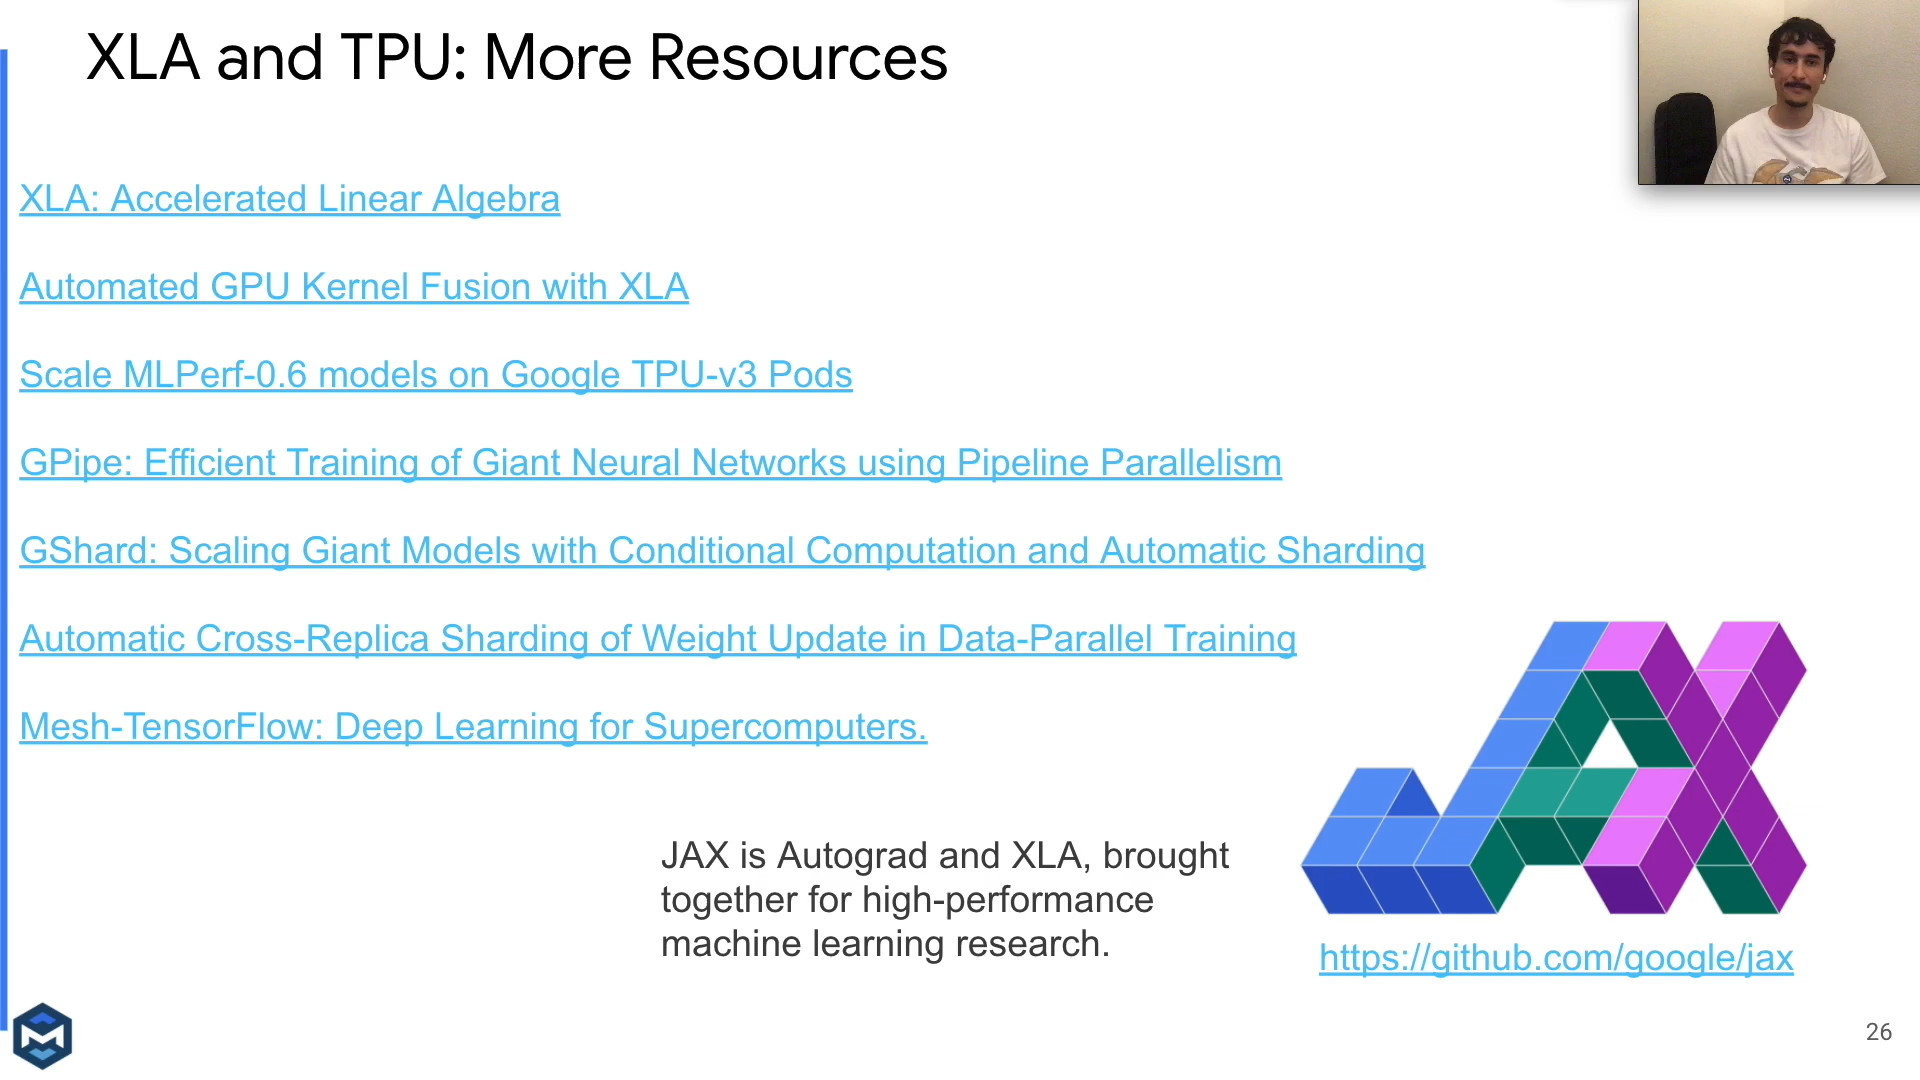 XLA and TPU: More Resources
XLA: Accelerated Linear Algebra
Automated GPU Kernel Fusion with XLA
Scale MLPerf-0.6 models on Google TPU-v3 Pods
GPipe: Efficient Training of Giant Neural Networks using Pipeline Parallelism
GShard: Scaling Giant Models with Conditional Computation and Automatic Sharding
Automatic Cross-Replica Sharding of Weight Update in Data-Parallel Training
Mesh-TensorFlow: Deep Learning for Supercomputers.
JAX is Autograd and XLA, brought
together for high-performance
machine learning research.
JAX
https://github.com/google/jax
M
26